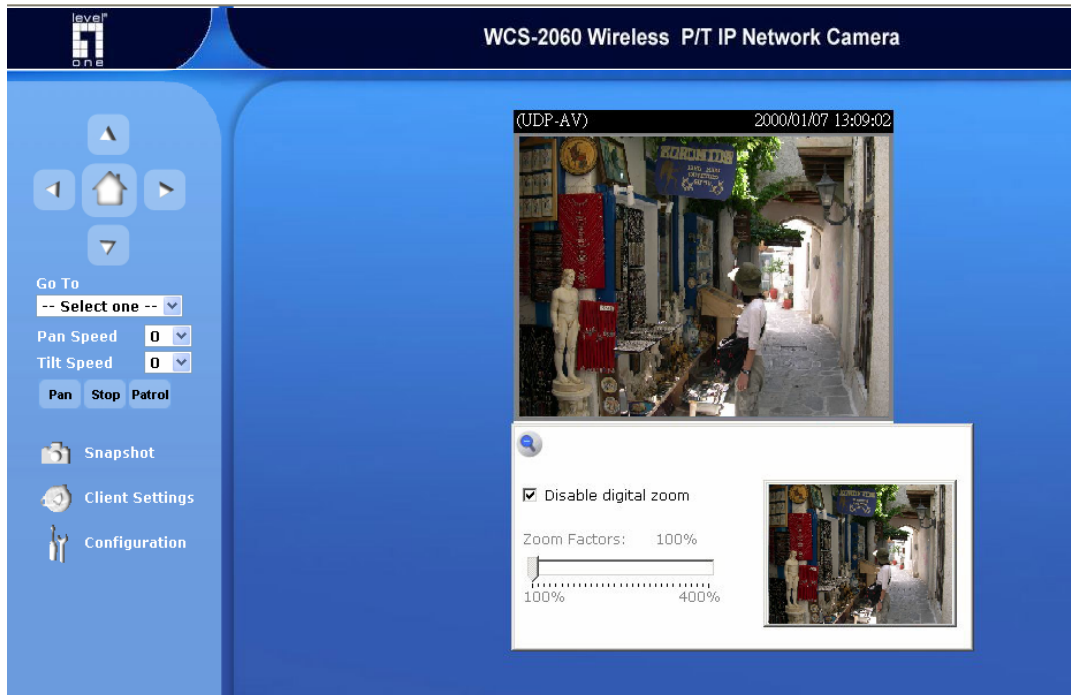 level
one
WCS-2060 Wireless P/T IP Network Camera
Go To
-- Select one --
Pan Speed 0
Tilt Speed 0
Pan Stop Patrol
Snapshot
Client Settings
Configuration
(UDP-AV) 2000/01/07 13:09:02
Disable digital zoom
Zoom Factors: 100%
100% 400%